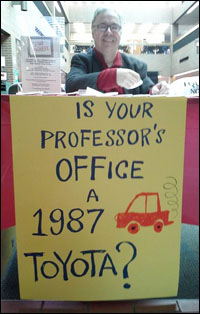 IS YOUR
PROFESSOR'S
OFFICE
A
1987
TOYOTA?